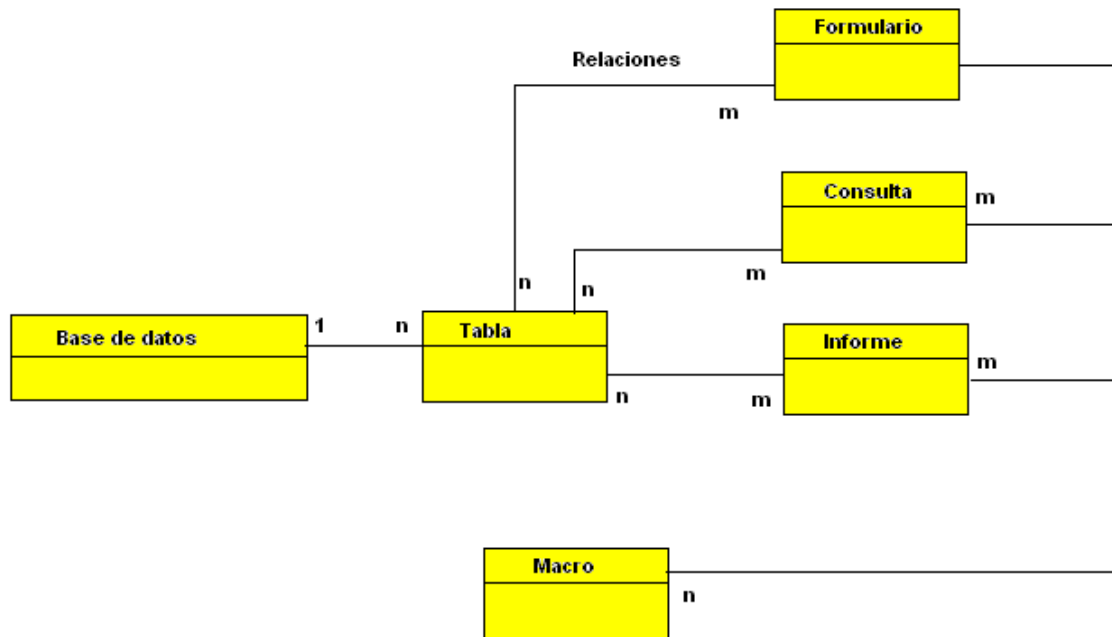 Formulario
Relaciones
m
Consulta
m
m
n
n
Base de datos
1
n
Tabla
Informe
m
n
m
Macro
n